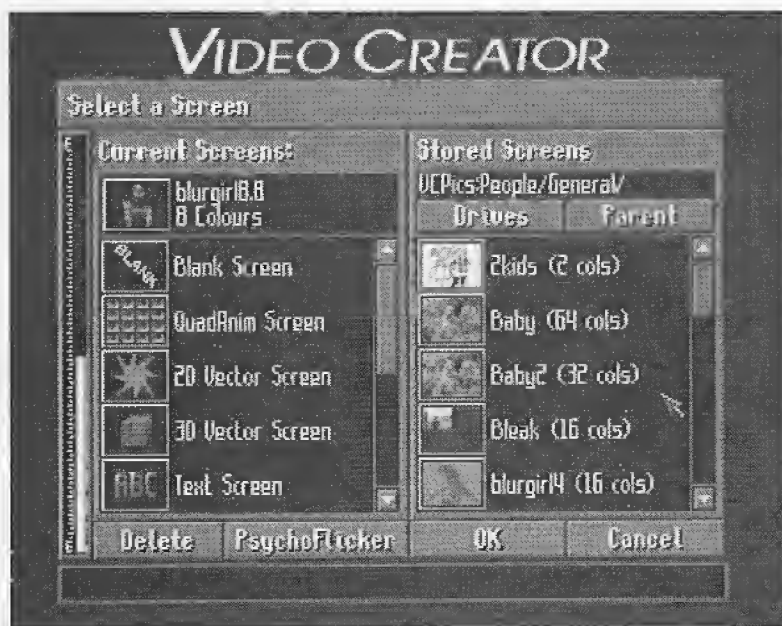 VIDEO CREATOR
Select a Screen
Current Screens:
blurgirl8.8
8 Colours
Blank Screen
QuadAnim Screen
2D Vector Screen
3D Vector Screen
Text Screen
Delete
PsychoFlicker
Stored Screens
VCPics:People/General/
Drives
Parent
2kids (2 cols)
Baby (64 cols)
Baby2 (32 cols)
Bleak (16 cols)
blurgirl4 (16 cols)
OK
Cancel
BLANK
ABC